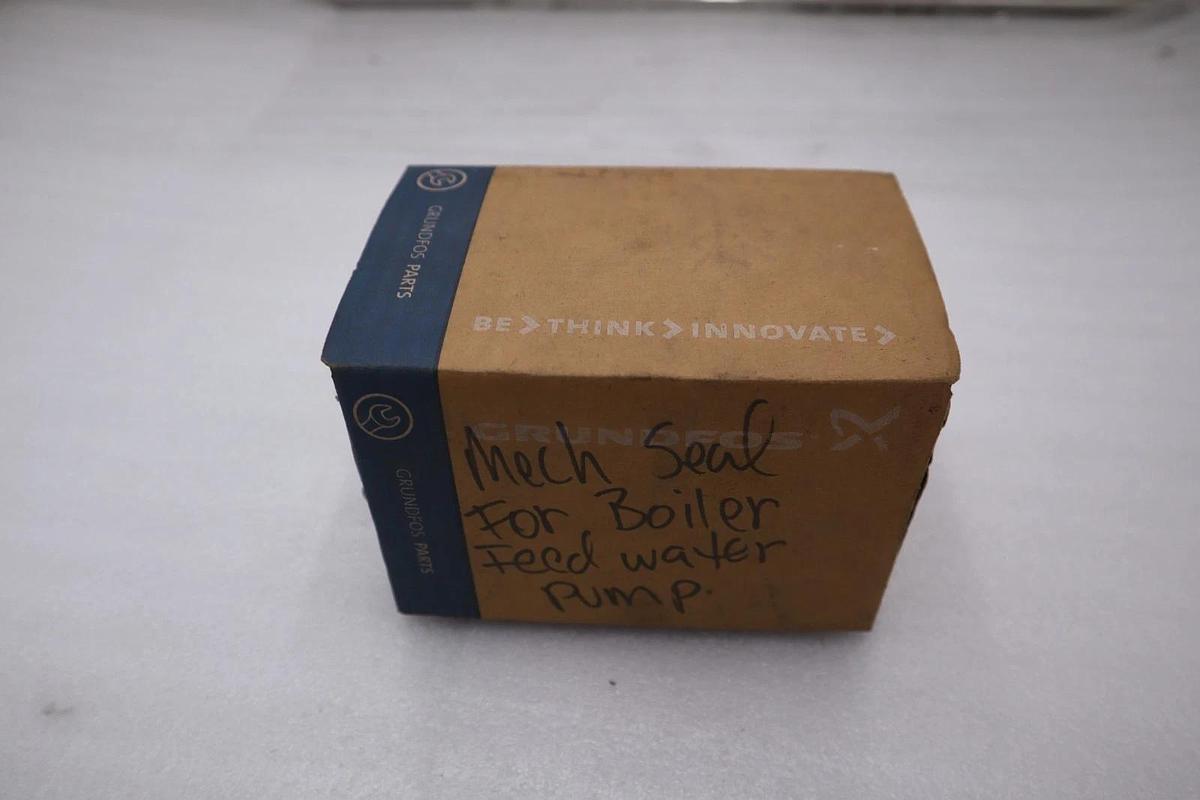 GRUNDFOS PARTS
BE > THINK > INNOVATE >
GRUNDFOS
Mech Seal
For Boiler
Feed water
pump.
GRUNDFOS PARTS